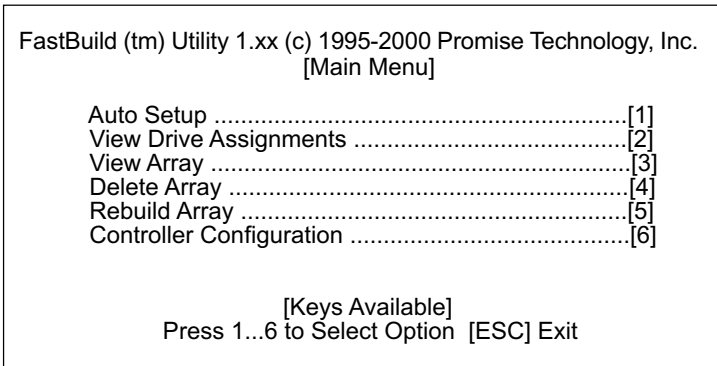 FastBuild (tm) Utility 1.xx (c) 1995-2000 Promise Technology, Inc.
[Main Menu]
Auto Setup ..................................................................[1]
View Drive Assignments ...........................................[2]
View Array ...................................................................[3]
Delete Array ................................................................[4]
Rebuild Array ..............................................................[5]
Controller Configuration ............................................[6]
[Keys Available]
Press 1...6 to Select Option [ESC] Exit